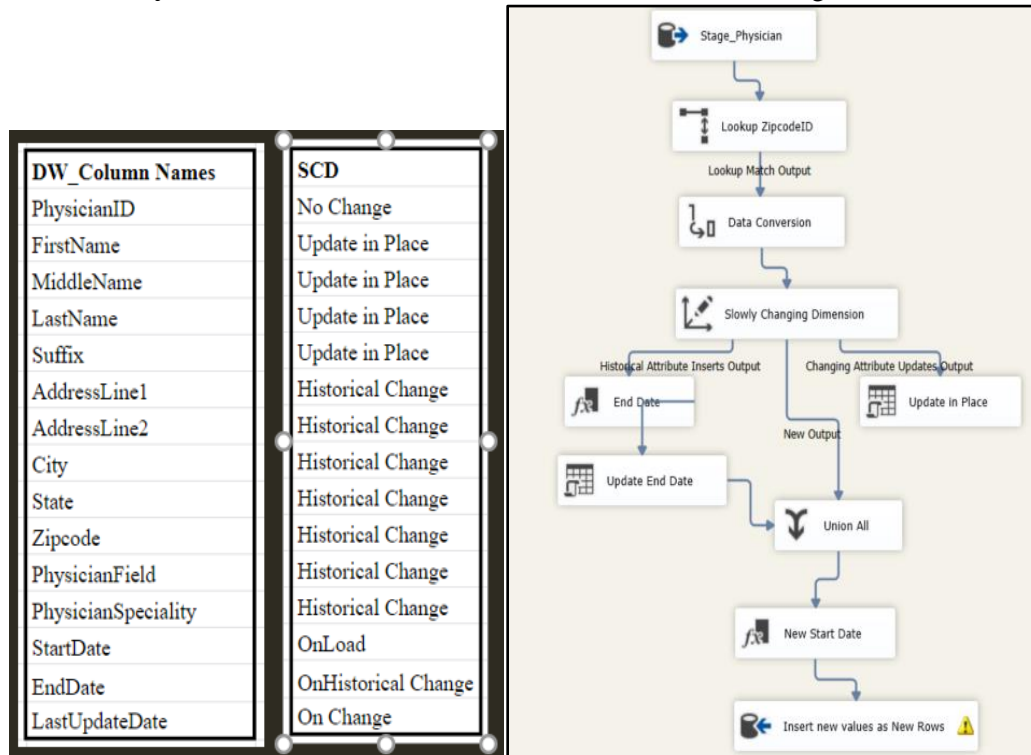 DW_Column Names
PhysicianID
FirstName
MiddleName
LastName
Suffix
AddressLine1
AddressLine2
City
State
Zipcode
PhysicianField
PhysicianSpeciality
StartDate
EndDate
LastUpdateDate
SCD
No Change
Update in Place
Update in Place
Update in Place
Update in Place
Historical Change
Historical Change
Historical Change
Historical Change
Historical Change
Historical Change
Historical Change
OnLoad
OnHistorical Change
On Change
Stage_Physician
Lookup ZipcodeID
Lookup Match Output
Data Conversion
Slowly Changing Dimension
Historical Attribute Inserts Output
Changing Attribute Updates Output
End Date
Update in Place
New Output
Update End Date
Union All
New Start Date
Insert new values as New Rows